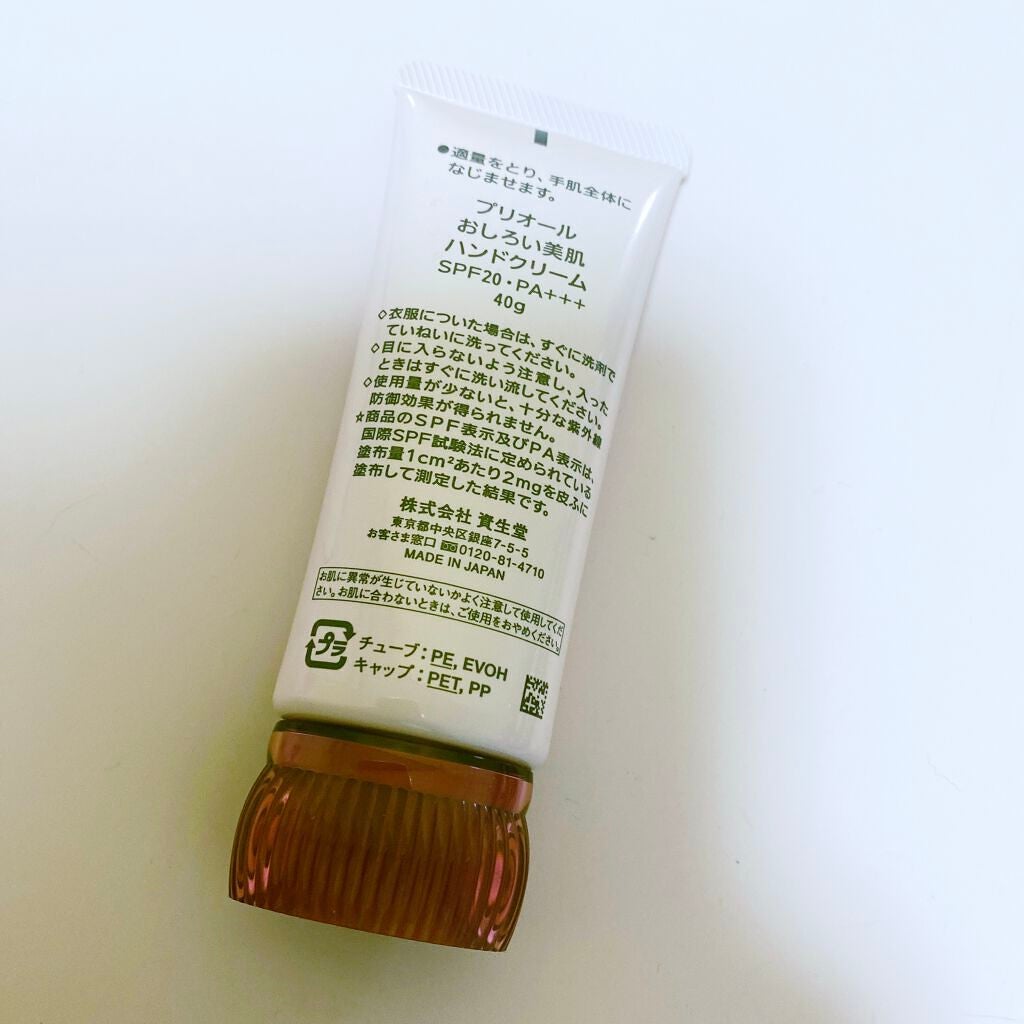 ●適量をとり、手肌全体に
なじませます。
プリオール
おしろい美肌
ハンドクリーム
SPF20・PA+++
40g
◇衣服についた場合は、すぐに洗剤で
ていねいに洗ってください。
◇目に入らないよう注意し、入った
ときはすぐに洗い流してください。
◇使用量が少ないと、十分な紫外線
防御効果が得られません。
☆商品のSPF表示及びPA表示は、
国際SPF試験法に定められている
塗布量1cm²あたり2mgを皮ふに
塗布して測定した結果です。
株式会社 資生堂
東京都中央区銀座7-5-5
お客さま窓口 0120-81-4710
MADE IN JAPAN
お肌に異常が生じていないかよく注意して使用してくだ
さい。お肌に合わないときは、ご使用をおやめください。
プラ チューブ：PE, EVOH
キャップ：PET, PP